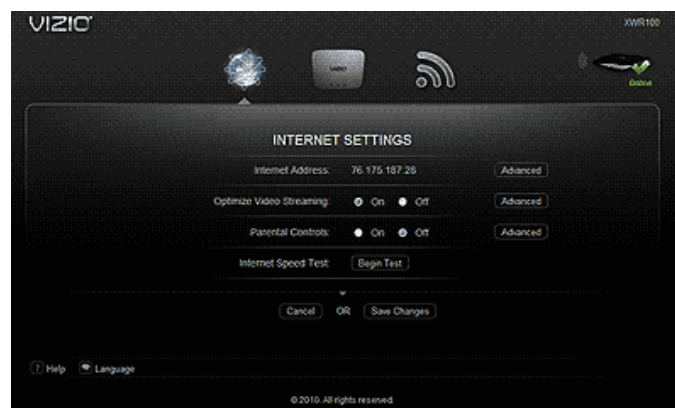 VIZIO XWR100
VIZIO
Online
INTERNET SETTINGS
Internet Address: 76.175.187.28 Advanced
Optimize Video Streaming: On Off Advanced
Parental Controls: On Off Advanced
Internet Speed Test: Begin Test
Cancel OR Save Changes
? Help Language
© 2010. All rights reserved.